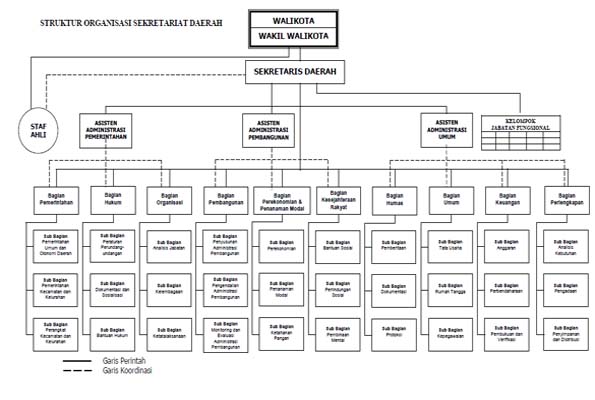 STRUKTUR ORGANISASI SEKRETARIAT DAERAH
WALIKOTA
WAKIL WALIKOTA
SEKRETARIS DAERAH
STAF
AHLI
ASISTEN
ADMINISTRASI
PEMERINTAHAN
ASISTEN
ADMINISTRASI
PEMBANGUNAN
ASISTEN
ADMINISTRASI
UMUM
KELOMPOK
JABATAN FUNGSIONAL
Bagian
Pemerintahan
Bagian
Hukum
Bagian
Organisasi
Bagian
Pembangunan
Bagian
Perekonomian &
Penanaman Modal
Bagian
Kesejahteraan
Rakyat
Bagian
Humas
Bagian
Umum
Bagian
Keuangan
Bagian
Perlengkapan
Sub Bagian
Pemerintahan
Umum dan
Otonomi Daerah
Sub Bagian
Peraturan
Perundang-
undangan
Sub Bagian
Analisis Jabatan
Sub Bagian
Penyusunan
Administrasi
Pembangunan
Sub Bagian
Perekonomian
Sub Bagian
Bantuan Sosial
Sub Bagian
Pemberitaan
Sub Bagian
Tata Usaha
Sub Bagian
Anggaran
Sub Bagian
Analisis
Kebutuhan
Sub Bagian
Pemerintahan
Kecamatan dan
Kelurahan
Sub Bagian
Dokumentasi dan
Sosialisasi
Sub Bagian
Kelembagaan
Sub Bagian
Pengendalian
Administrasi
Pembangunan
Sub Bagian
Penanaman
Modal
Sub Bagian
Perlindungan
Sosial
Sub Bagian
Dokumentasi
Sub Bagian
Rumah Tangga
Sub Bagian
Perbendaharaan
Sub Bagian
Pengadaan
Sub Bagian
Perangkat
Kecamatan dan
Kelurahan
Sub Bagian
Bantuan Hukum
Sub Bagian
Ketatalaksanaan
Sub Bagian
Monitoring dan
Evaluasi
Administrasi
Pembangunan
Sub Bagian
Ketahanan
Pangan
Sub Bagian
Pembinaan
Mental
Sub Bagian
Protokol
Sub Bagian
Kepegawaian
Sub Bagian
Pembukuan dan
Verifikasi
Sub Bagian
Penyimpanan
dan Distribusi
Garis Perintah
Garis Koordinasi